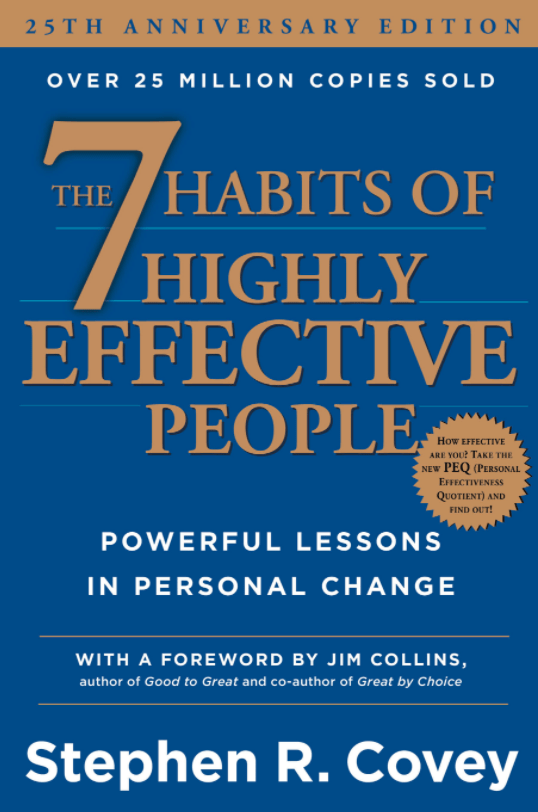 25TH ANNIVERSARY EDITION
OVER 25 MILLION COPIES SOLD
THE 7 HABITS OF
HIGHLY
EFFECTIVE
PEOPLE
HOW EFFECTIVE
ARE YOU? TAKE THE
NEW PEQ (PERSONAL
EFFECTIVENESS
QUOTIENT) AND
FIND OUT!
POWERFUL LESSONS
IN PERSONAL CHANGE
WITH A FOREWORD BY JIM COLLINS,
author of Good to Great and co-author of Great by Choice
Stephen R. Covey